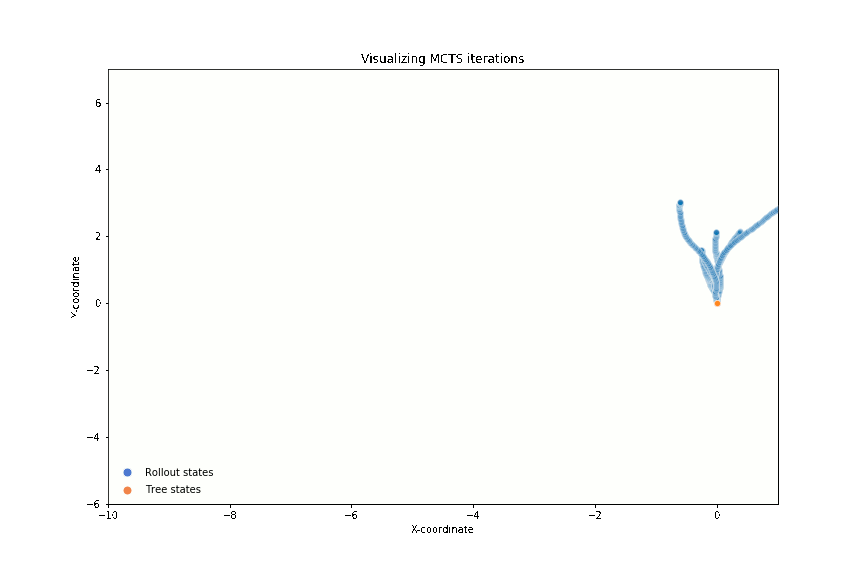 Visualizing MCTS iterations
6
4
2
0
−2
−4
−6
Y-coordinate
Rollout states
Tree states
−10
−8
−6
−4
−2
0
X-coordinate